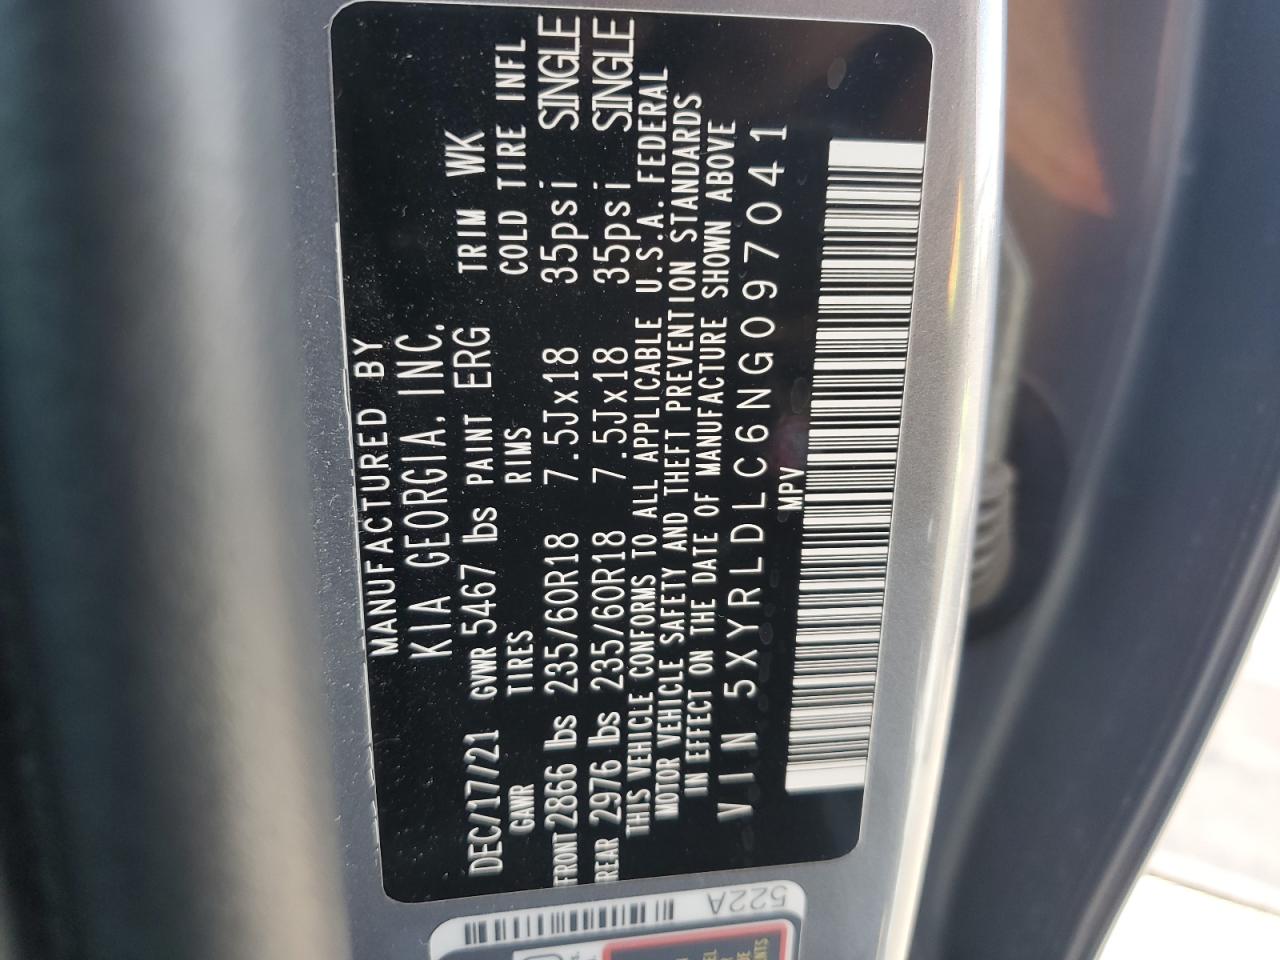 MANUFACTURED BY
KIA GEORGIA, INC.
DEC/17/21 GVWR 5467 lbs PAINT ERG TRIM WK
GAWR TIRES RIMS COLD TIRE INFL
FRONT 2866 lbs 235/60R18 7.5Jx18 35psi SINGLE
REAR 2976 lbs 235/60R18 7.5Jx18 35psi SINGLE
THIS VEHICLE CONFORMS TO ALL APPLICABLE U.S.A. FEDERAL
MOTOR VEHICLE SAFETY AND THEFT PREVENTION STANDARDS
IN EFFECT ON THE DATE OF MANUFACTURE SHOWN ABOVE
VIN 5XYRLDLC6NG097041
MPV
522A